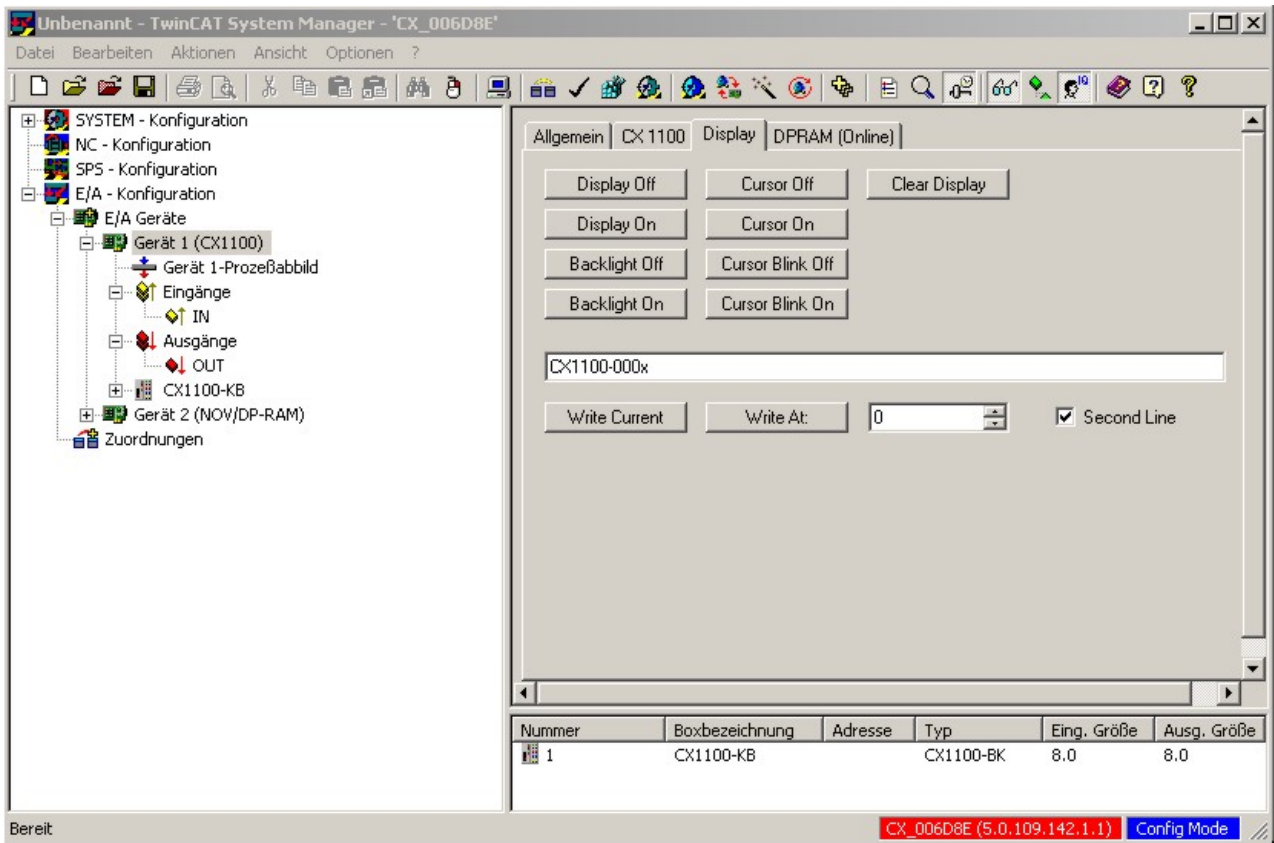 Unbenannt - TwinCAT System Manager - 'CX_006D8E'
Datei Bearbeiten Aktionen Ansicht Optionen ?
SYSTEM - Konfiguration
NC - Konfiguration
SPS - Konfiguration
E/A - Konfiguration
E/A Geräte
Gerät 1 (CX1100)
Gerät 1-Prozeßabbild
Eingänge
IN
Ausgänge
OUT
CX1100-KB
Gerät 2 (NOV/DP-RAM)
Zuordnungen
Allgemein CX 1100 Display DPRAM (Online)
Display Off Cursor Off Clear Display
Display On Cursor On
Backlight Off Cursor Blink Off
Backlight On Cursor Blink On
CX1100-000x
Write Current Write At: 0 Second Line
Nummer Boxbezeichnung Adresse Typ Eing. Größe Ausg. Größe
1 CX1100-KB CX1100-BK 8.0 8.0
Bereit CX_006D8E (5.0.109.142.1.1) Config Mode